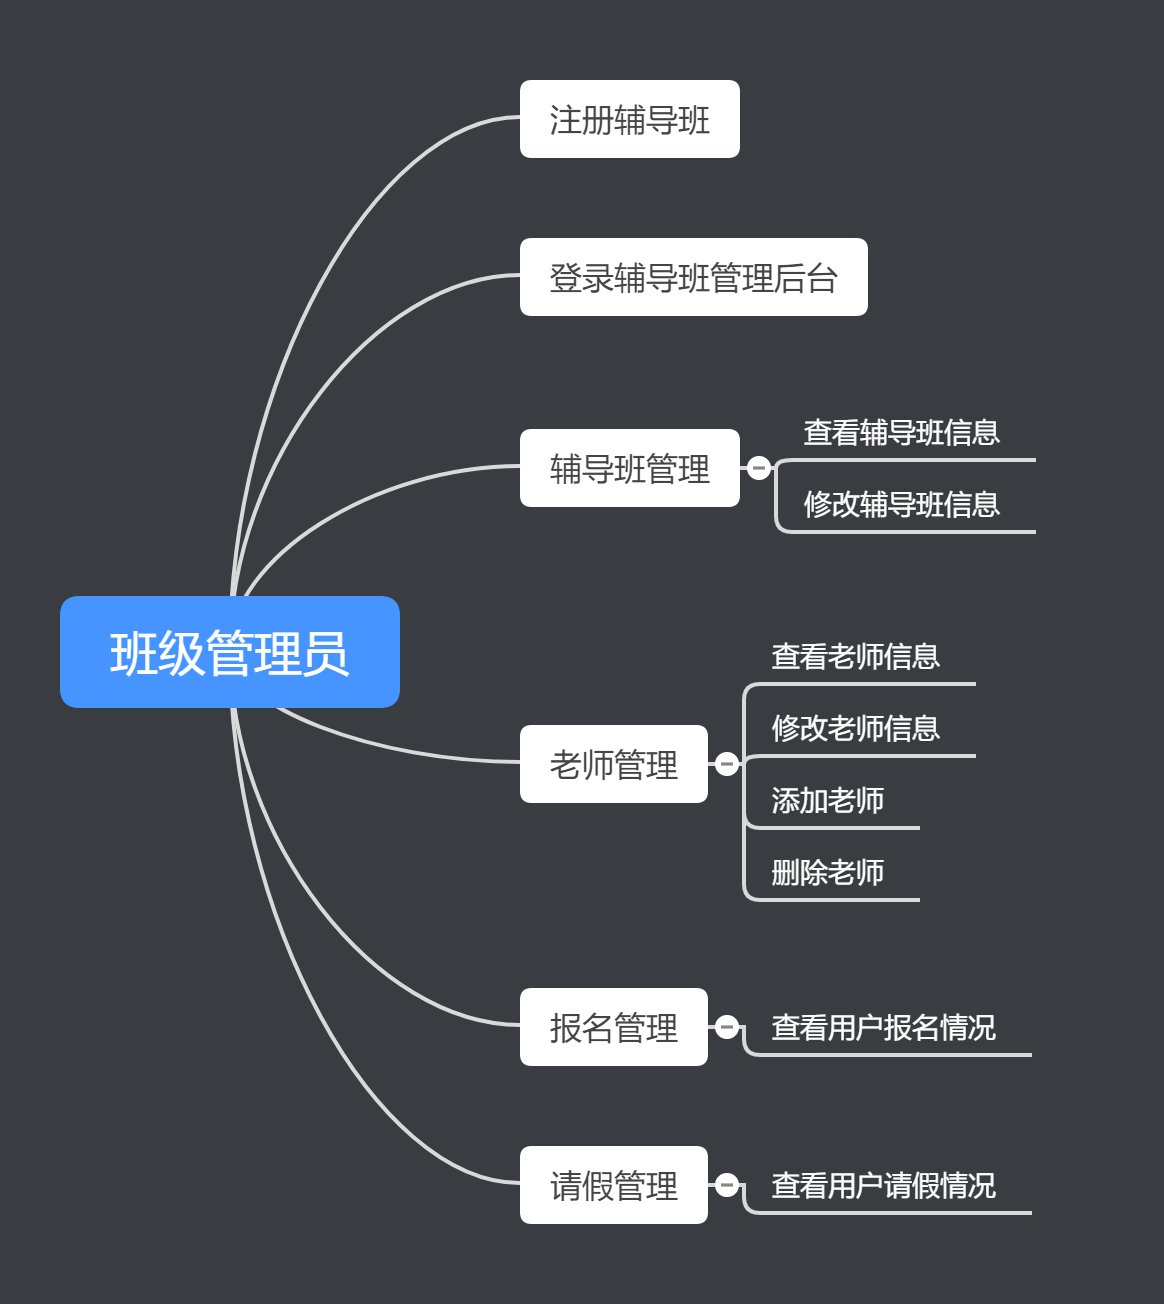 注册辅导班
登录辅导班管理后台
辅导班管理
查看辅导班信息
修改辅导班信息
班级管理员
老师管理
查看老师信息
修改老师信息
添加老师
删除老师
报名管理
查看用户报名情况
请假管理
查看用户请假情况